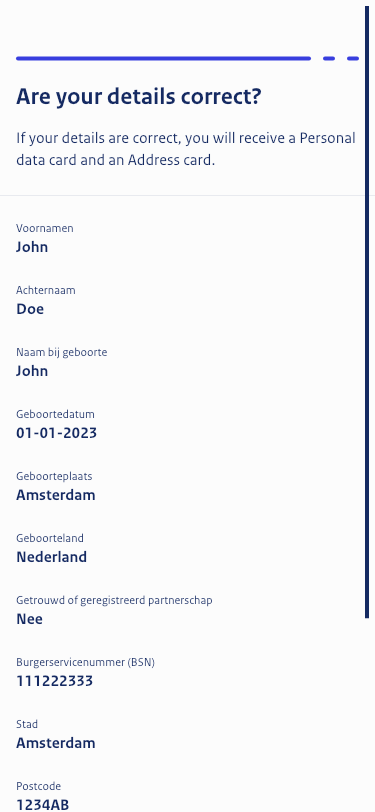 Are your details correct?
If your details are correct, you will receive a Personal
data card and an Address card.
Voornamen
John
Achternaam
Doe
Naam bij geboorte
John
Geboortedatum
01-01-2023
Geboorteplaats
Amsterdam
Geboorteland
Nederland
Getrouwd of geregistreerd partnerschap
Nee
Burgerservicenummer (BSN)
111222333
Stad
Amsterdam
Postcode
1234AB